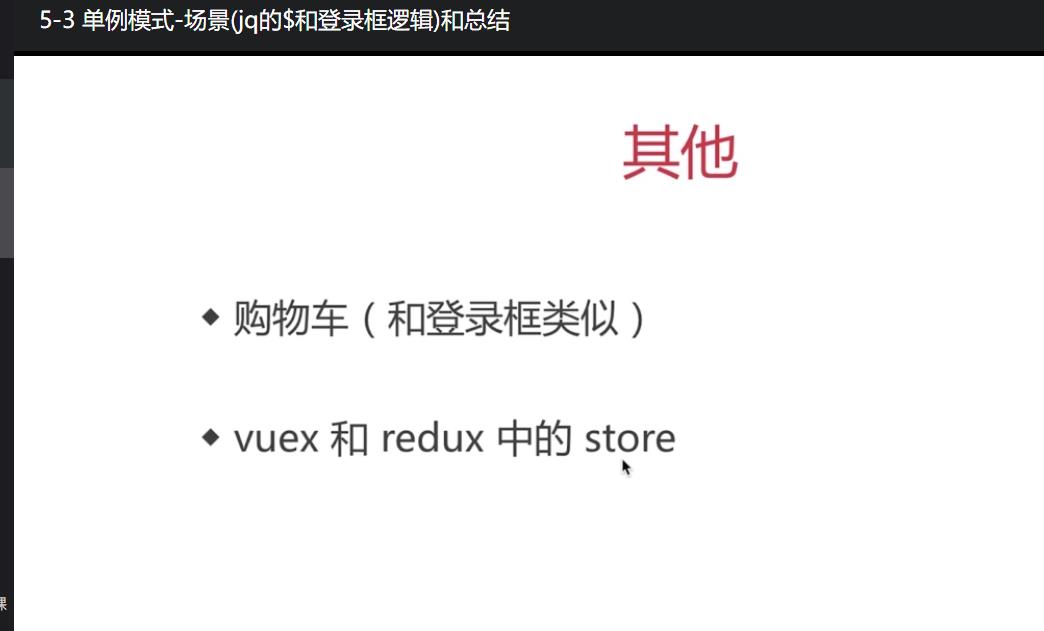 5-3 单例模式-场景(jq的$和登录框逻辑)和总结
其他
◆ 购物车（和登录框类似）
◆ vuex 和 redux 中的 store
课